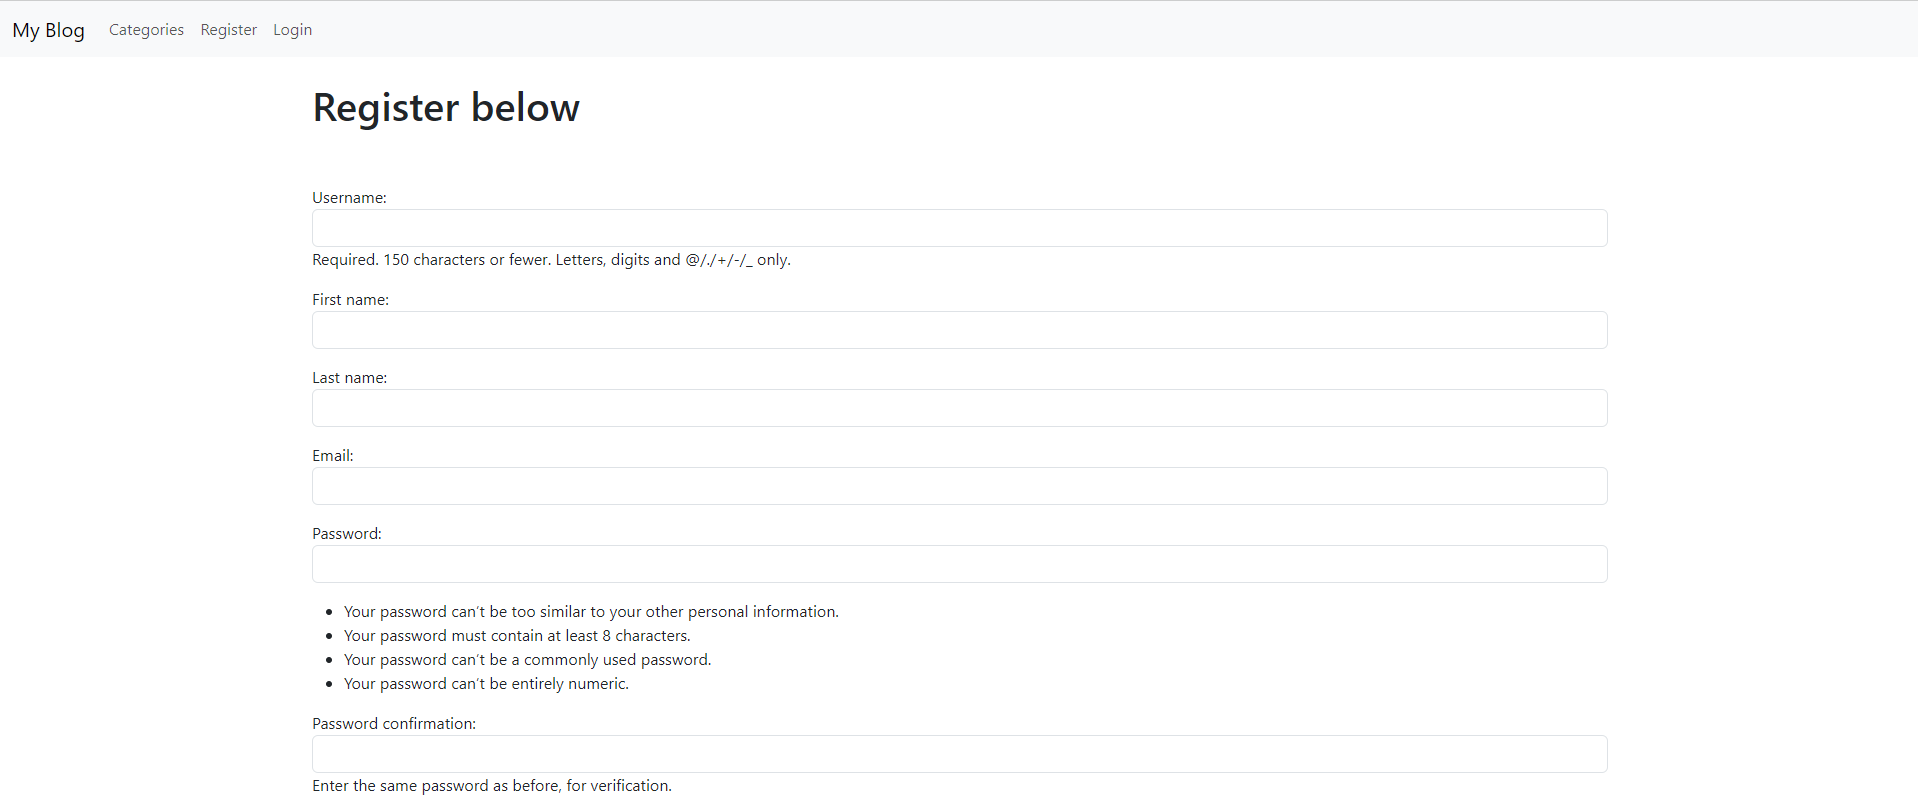 My Blog Categories Register Login
Register below
Username:
Required. 150 characters or fewer. Letters, digits and @/./+/-/_ only.
First name:
Last name:
Email:
Password:
Your password can't be too similar to your other personal information.
Your password must contain at least 8 characters.
Your password can't be a commonly used password.
Your password can't be entirely numeric.
Password confirmation:
Enter the same password as before, for verification.